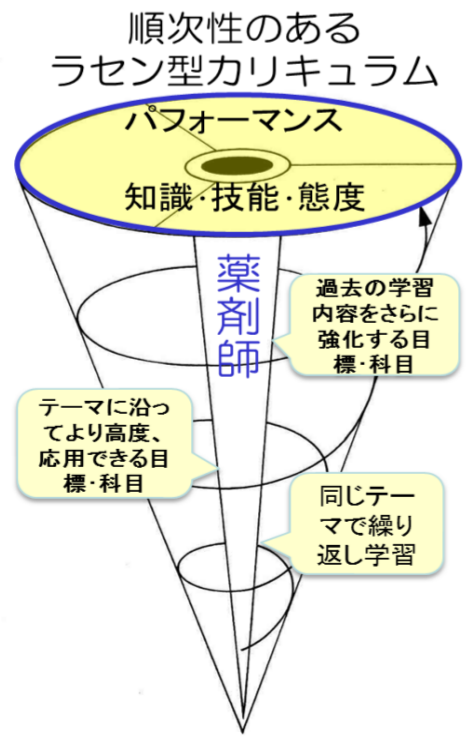 順次性のある
ラセン型カリキュラム
パフォーマンス
知識・技能・態度
薬剤師
過去の学習
内容をさらに
強化する目
標・科目
テーマに沿っ
てより高度、
応用できる目
標・科目
同じテー
マで繰り
返し学習